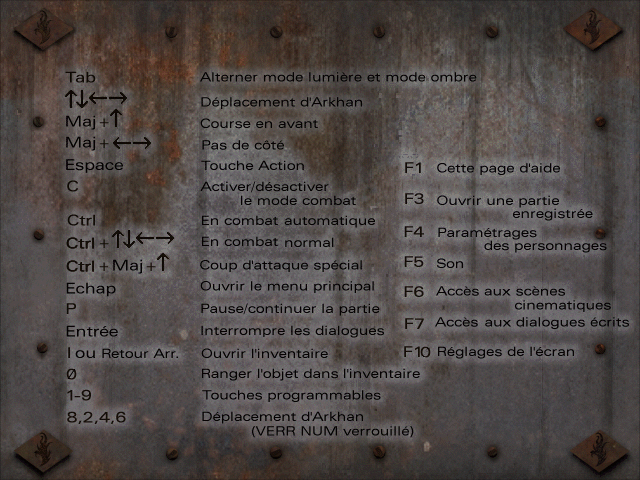 Tab Alterner mode lumière et mode ombre
↑↓←→ Déplacement d'Arkhan
Maj+↑ Course en avant
Maj+←→ Pas de côté
Espace Touche Action
C Activer/désactiver
le mode combat
Ctrl En combat automatique
Ctrl+↑↓←→ En combat normal
Ctrl+Maj+↑ Coup d'attaque spécial
Echap Ouvrir le menu principal
P Pause/continuer la partie
Entrée Interrompre les dialogues
I ou Retour Arr. Ouvrir l'inventaire
0 Ranger l'objet dans l'inventaire
1-9 Touches programmables
8,2,4,6 Déplacement d'Arkhan
(VERR NUM verrouillé)
F1 Cette page d'aide
F3 Ouvrir une partie
enregistrée
F4 Paramétrages
des personnages
F5 Son
F6 Accès aux scènes
cinematiques
F7 Accès aux dialogues écrits
F10 Réglages de l'écran